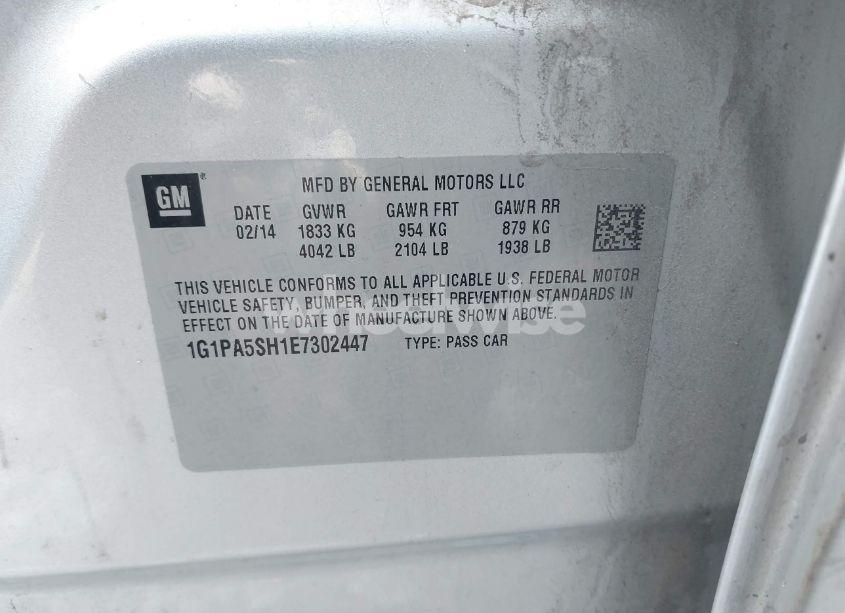 GM
MFD BY GENERAL MOTORS LLC
DATE GVWR GAWR FRT GAWR RR
02/14 1833 KG 954 KG 879 KG
4042 LB 2104 LB 1938 LB
THIS VEHICLE CONFORMS TO ALL APPLICABLE U.S. FEDERAL MOTOR
VEHICLE SAFETY, BUMPER, AND THEFT PREVENTION STANDARDS IN
EFFECT ON THE DATE OF MANUFACTURE SHOWN ABOVE.
1G1PA5SH1E7302447 TYPE: PASS CAR
wheelwise